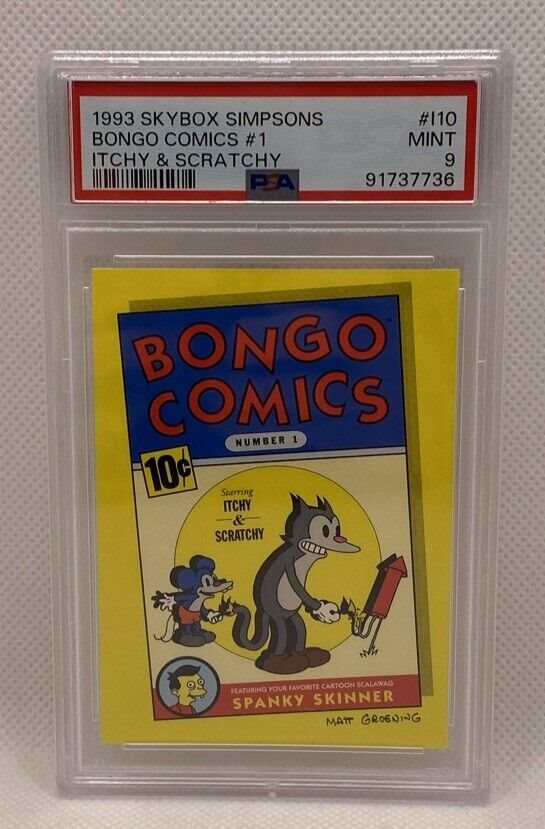 1993 SKYBOX SIMPSONS #I10
BONGO COMICS #1 MINT
ITCHY & SCRATCHY 9
PSA 91737736
BONGO
COMICS™
NUMBER 1
10¢
Starring
ITCHY
&
SCRATCHY
FEATURING YOUR FAVORITE CARTOON SCALAWAG
SPANKY SKINNER
MATT GROENING